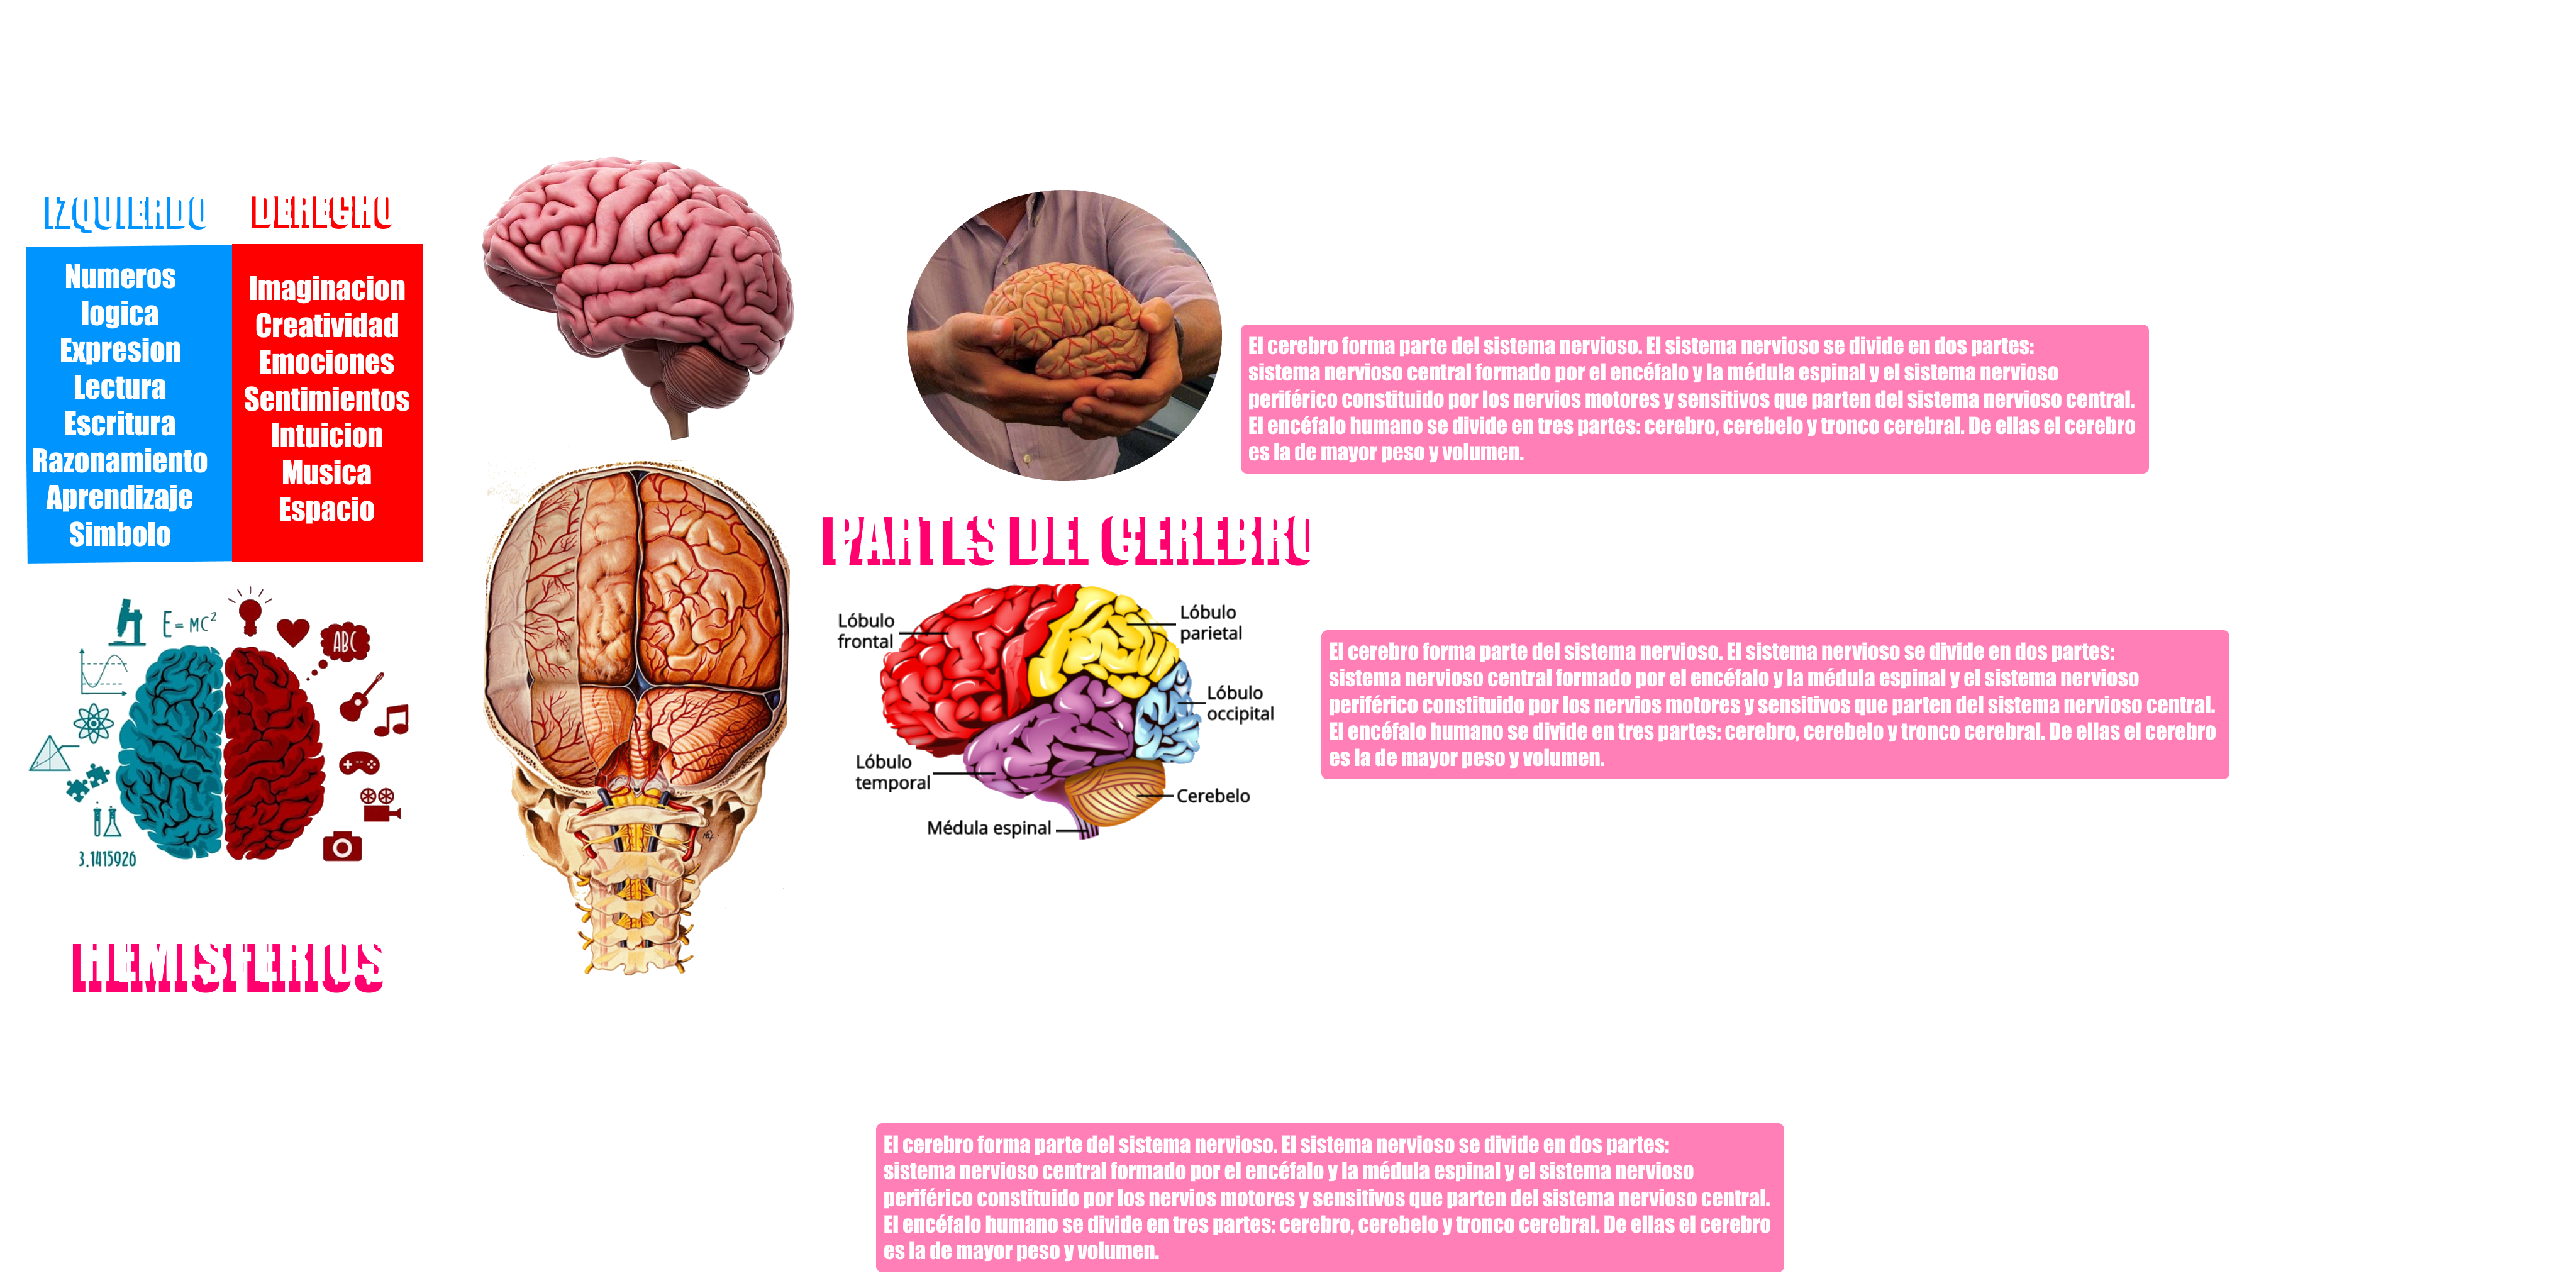 IZQUIERDO
DERECHO
Numeros
logica
Expresion
Lectura
Escritura
Razonamiento
Aprendizaje
Simbolo
Imaginacion
Creatividad
Emociones
Sentimientos
Intuicion
Musica
Espacio
E=MC²
ABC
3.1415926
HEMISFERIOS
El cerebro forma parte del sistema nervioso. El sistema nervioso se divide en dos partes:
sistema nervioso central formado por el encéfalo y la médula espinal y el sistema nervioso
periférico constituido por los nervios motores y sensitivos que parten del sistema nervioso central.
El encéfalo humano se divide en tres partes: cerebro, cerebelo y tronco cerebral. De ellas el cerebro
es la de mayor peso y volumen.
PARTES DEL CEREBRO
Lóbulo
frontal
Lóbulo
parietal
Lóbulo
occipital
Lóbulo
temporal
Cerebelo
Médula espinal
El cerebro forma parte del sistema nervioso. El sistema nervioso se divide en dos partes:
sistema nervioso central formado por el encéfalo y la médula espinal y el sistema nervioso
periférico constituido por los nervios motores y sensitivos que parten del sistema nervioso central.
El encéfalo humano se divide en tres partes: cerebro, cerebelo y tronco cerebral. De ellas el cerebro
es la de mayor peso y volumen.
El cerebro forma parte del sistema nervioso. El sistema nervioso se divide en dos partes:
sistema nervioso central formado por el encéfalo y la médula espinal y el sistema nervioso
periférico constituido por los nervios motores y sensitivos que parten del sistema nervioso central.
El encéfalo humano se divide en tres partes: cerebro, cerebelo y tronco cerebral. De ellas el cerebro
es la de mayor peso y volumen.